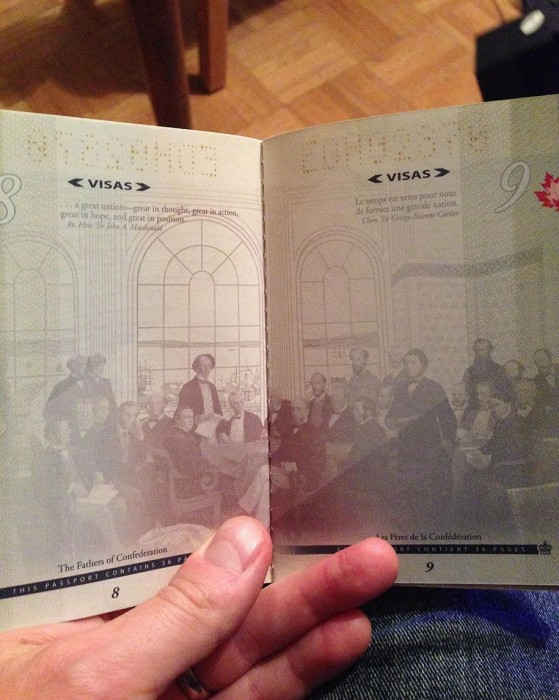 8
VISAS
. . . a great nation—great in thought, great in action,
great in hope, and great in position.
Rt. Hon. Sir John A. Macdonald
The Fathers of Confederation
THIS PASSPORT CONTAINS 36
8
9
VISAS
Le temps est venu pour nous
de former une grande nation.
L'hon. Sir George-Étienne Cartier
Les Pères de la Confédération
PORT CONTIENT 36 PAGES
9